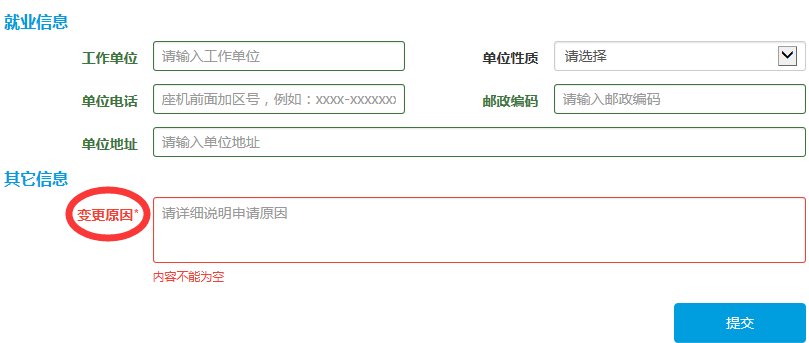 就业信息
工作单位 请输入工作单位 单位性质 请选择
单位电话 座机前面加区号，例如：xxxx-xxxxxxx 邮政编码 请输入邮政编码
单位地址 请输入单位地址
其它信息
变更原因* 请详细说明申请原因
内容不能为空
提交